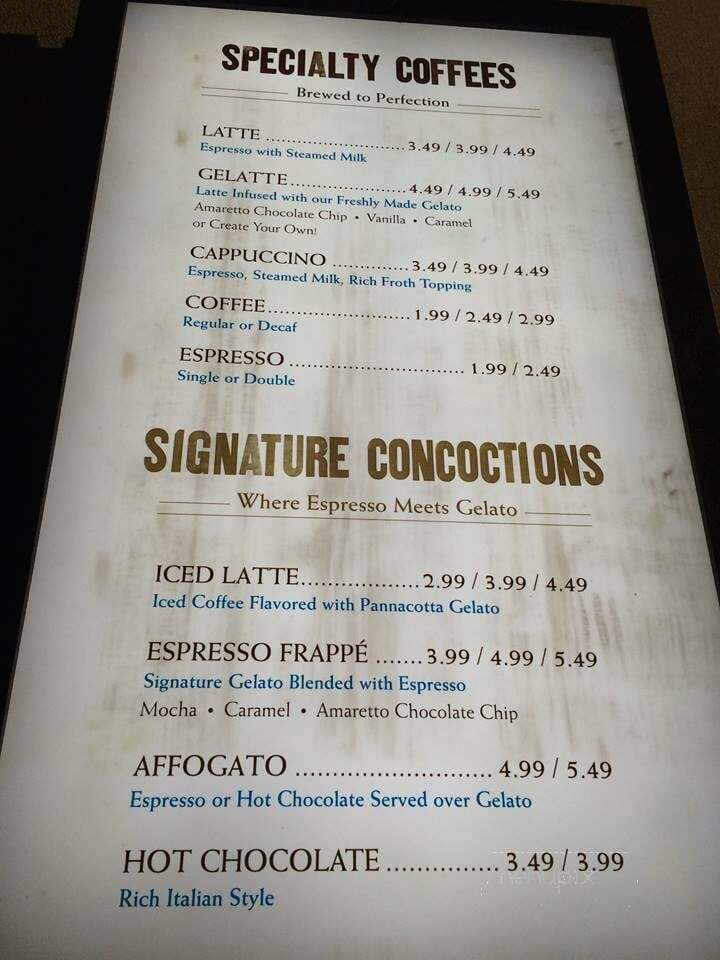 SPECIALTY COFFEES
Brewed to Perfection
LATTE ............................ 3.49 / 3.99 / 4.49
Espresso with Steamed Milk
GELATTE ....................... 4.49 / 4.99 / 5.49
Latte Infused with our Freshly Made Gelato
Amaretto Chocolate Chip • Vanilla • Caramel
or Create Your Own!
CAPPUCCINO ............. 3.49 / 3.99 / 4.49
Espresso, Steamed Milk, Rich Froth Topping
COFFEE ......................... 1.99 / 2.49 / 2.99
Regular or Decaf
ESPRESSO .............................. 1.99 / 2.49
Single or Double
SIGNATURE CONCOCTIONS
Where Espresso Meets Gelato
ICED LATTE .................. 2.99 / 3.99 / 4.49
Iced Coffee Flavored with Pannacotta Gelato
ESPRESSO FRAPPÉ ....... 3.99 / 4.99 / 5.49
Signature Gelato Blended with Espresso
Mocha • Caramel • Amaretto Chocolate Chip
AFFOGATO ............................ 4.99 / 5.49
Espresso or Hot Chocolate Served over Gelato
HOT CHOCOLATE ............... 3.49 / 3.99
Rich Italian Style